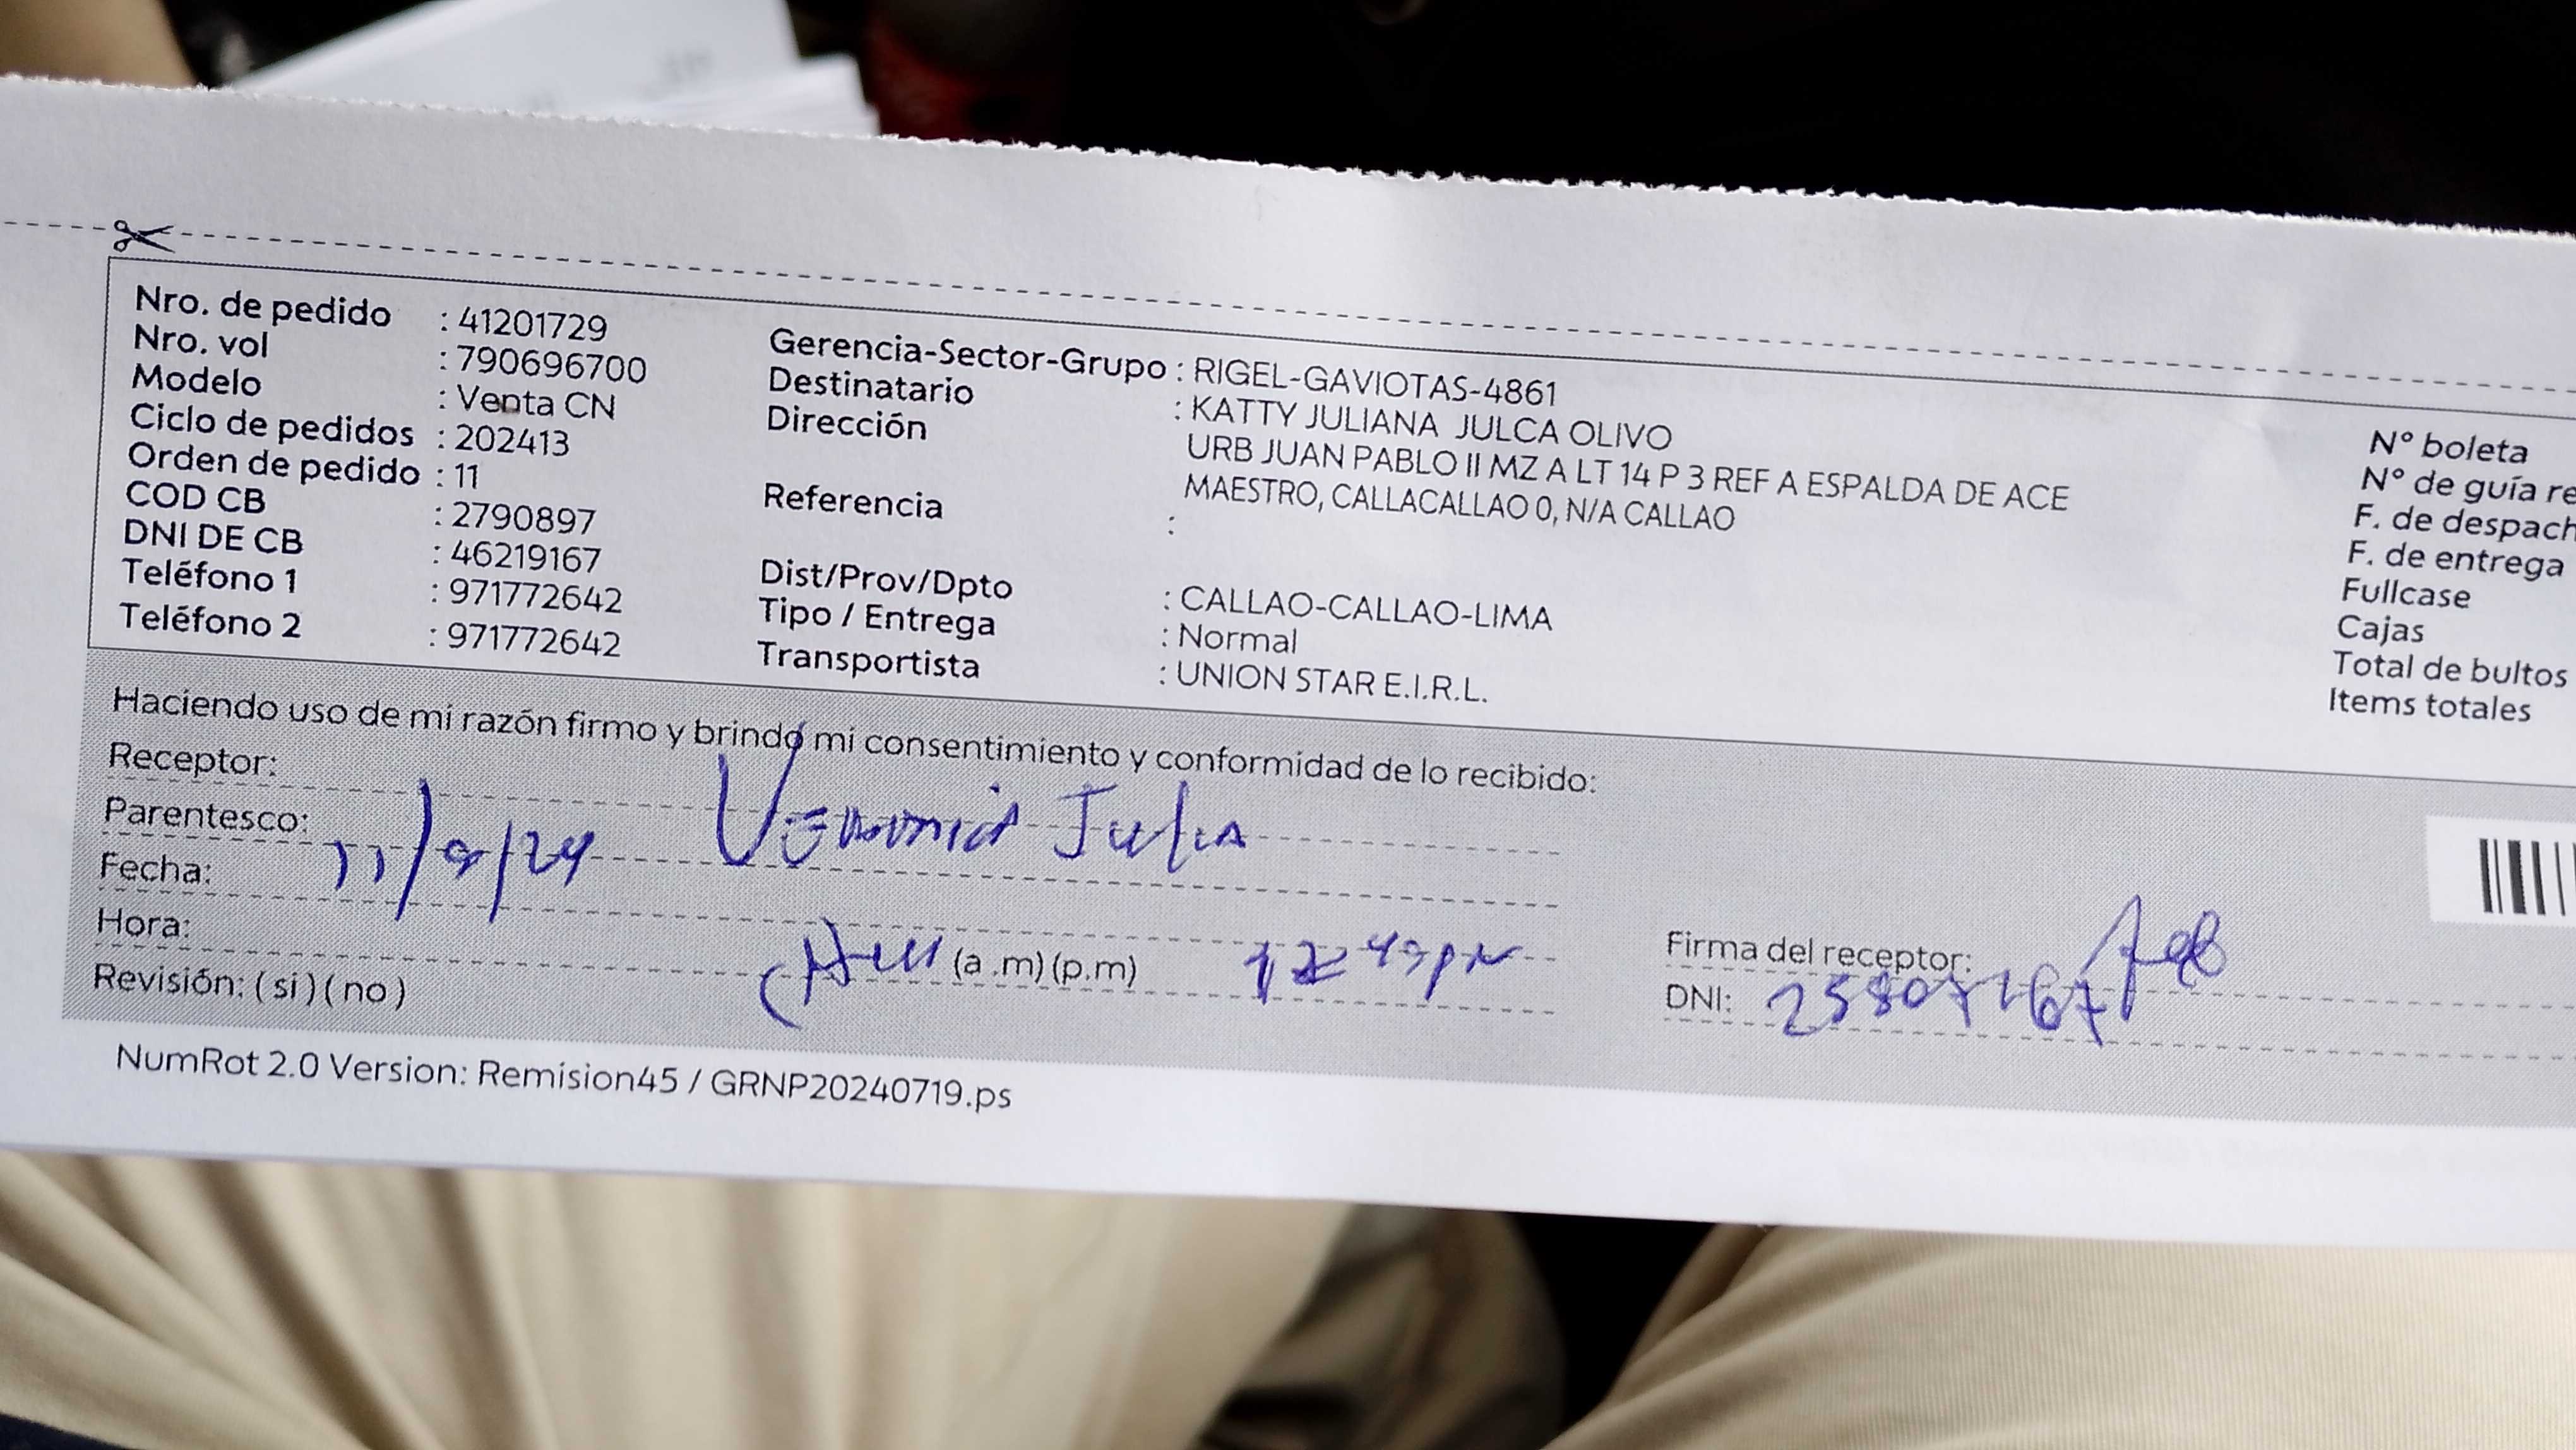 Nro. de pedido : 41201729
Nro. vol : 790696700
Modelo : Venta CN
Ciclo de pedidos : 202413
Orden de pedido : 11
COD CB : 2790897
DNI DE CB : 46219167
Teléfono 1 : 971772642
Teléfono 2 : 971772642
Gerencia-Sector-Grupo : RIGEL-GAVIOTAS-4861
Destinatario : KATTY JULIANA JULCA OLIVO
Dirección URB JUAN PABLO II MZ A LT 14 P 3 REF A ESPALDA DE ACE
MAESTRO, CALLACALLAO 0, N/A CALLAO
Referencia :
Dist/Prov/Dpto : CALLAO-CALLAO-LIMA
Tipo / Entrega : Normal
Transportista : UNION STAR E.I.R.L.
N° boleta
N° de guía re
F. de despach
F. de entrega
Fullcase
Cajas
Total de bultos
Items totales
Haciendo uso de mi razón firmo y brindo mi consentimiento y conformidad de lo recibido:
Receptor:
Parentesco:
Fecha:
Hora: (a .m) (p.m)
Revisión: ( si ) ( no )
Firma del receptor:
DNI:
NumRot 2.0 Version: Remision45 / GRNP20240719.ps